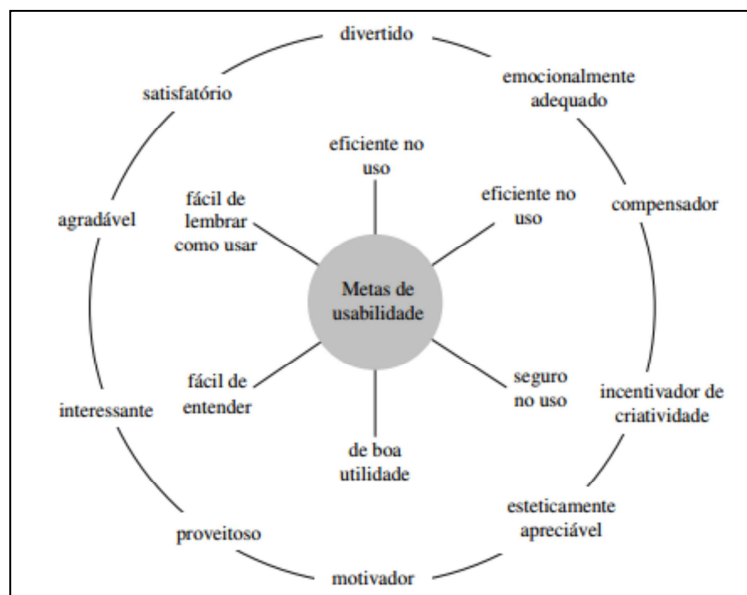 divertido
emocionalmente
adequado
satisfatório
eficiente no
uso
eficiente no
uso
fácil de
lembrar
como usar
agradável
compensador
Metas de
usabilidade
fácil de
entender
seguro
no uso
interessante
incentivador de
criatividade
de boa
utilidade
esteticamente
apreciável
proveitoso
motivador